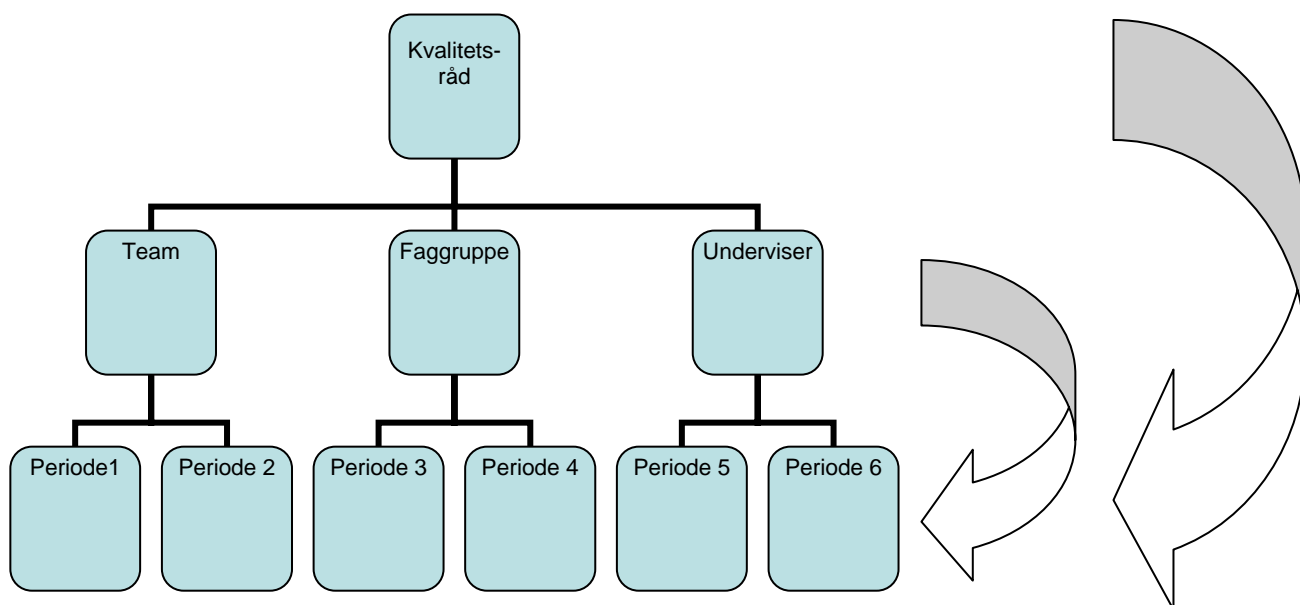 Kvalitets-
råd
Team
Faggruppe
Underviser
Periode1
Periode 2
Periode 3
Periode 4
Periode 5
Periode 6